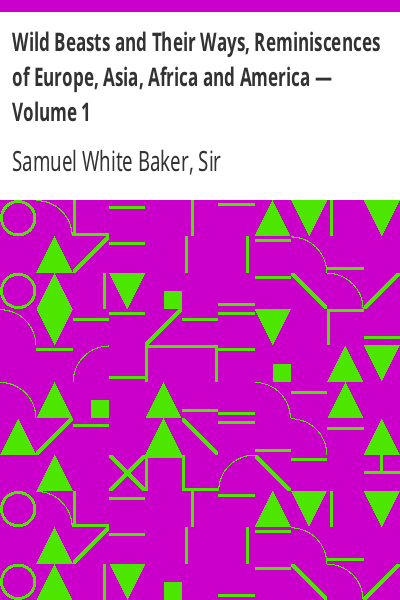 Wild Beasts and Their Ways, Reminiscences
of Europe, Asia, Africa and America —
Volume 1
Samuel White Baker, Sir